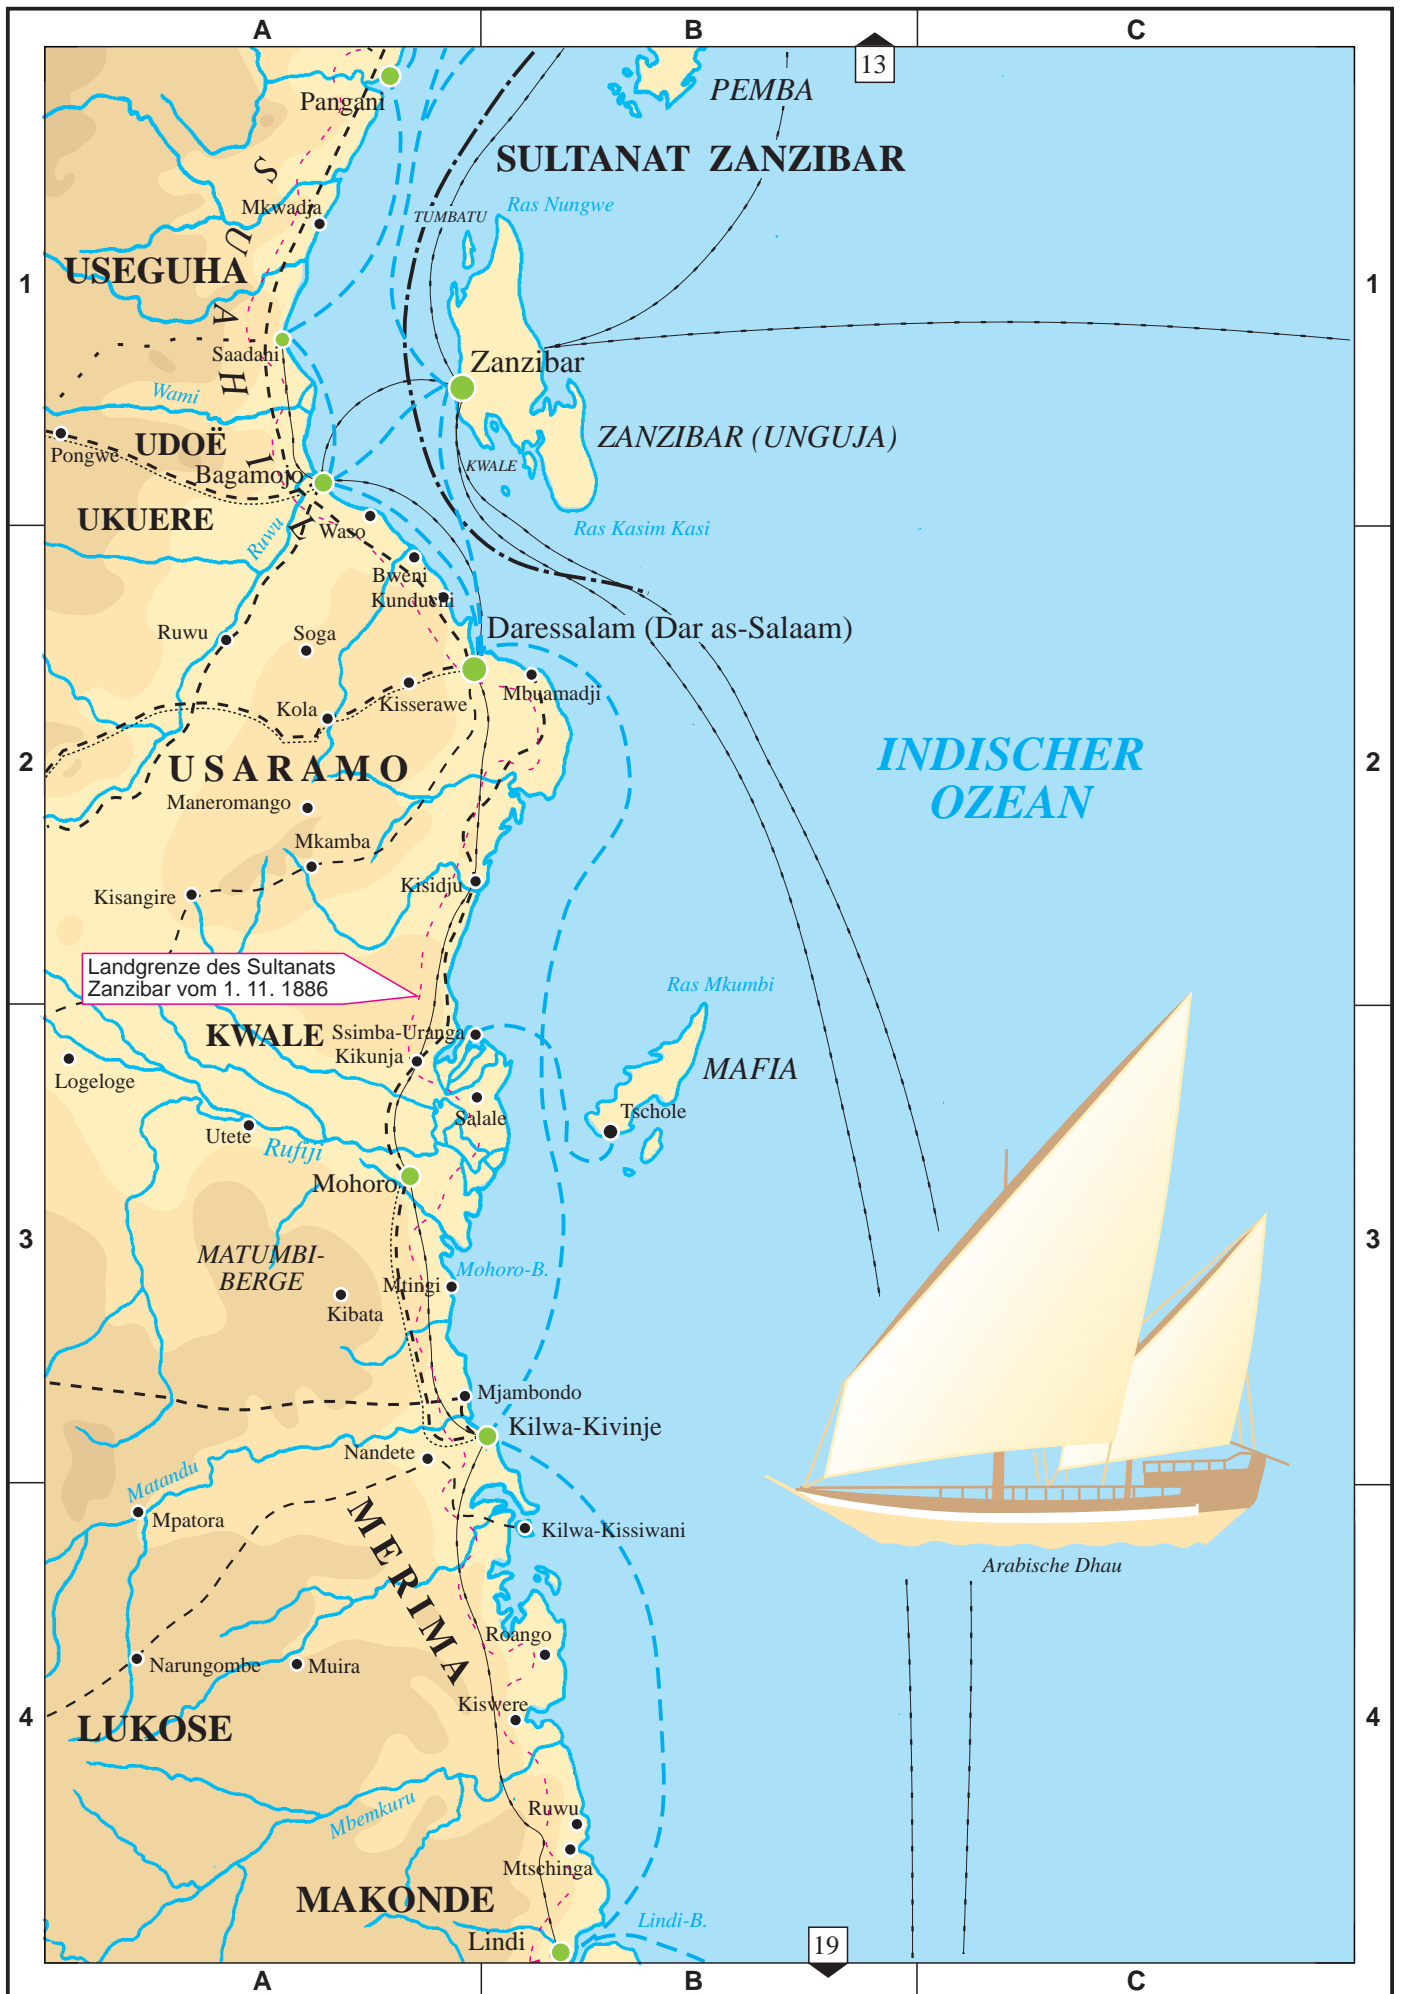 A
B
C
13
Pangani
PEMBA
SULTANAT ZANZIBAR
SUAHILI
Mkwadja
TUMBATU
Ras Nungwe
USEGUHA
1
1
Saadani
Zanzibar
Wami
UDOË
Pongwe
Bagamojo
ZANZIBAR (UNGUJA)
KWALE
UKUERE
Ruwu
Waso
Ras Kasim Kasi
Bweni
Kunduchi
Ruwu
Soga
Daressalam (Dar as-Salaam)
Kola
Kisserawe
Mbuamadji
2
USARAMO
INDISCHER
OZEAN
2
Maneromango
Mkamba
Kisangire
Kisidju
Landgrenze des Sultanats
Zanzibar vom 1. 11. 1886
Ras Mkumbi
KWALE
Ssimba-Uranga
Kikunja
MAFIA
Logeloge
Salale
Tschole
Utete
Rufiji
Mohoro
3
MATUMBI-
BERGE
Mohoro-B.
3
Mtingi
Kibata
Mjambondo
Kilwa-Kivinje
Nandete
Matandu
Mpatora
Kilwa-Kissiwani
MERIMA
Arabische Dhau
Roango
Narungombe
Muira
Kiswere
4
LUKOSE
4
Mbemkuru
Ruwu
Mtschinga
MAKONDE
Lindi-B.
Lindi
19
A
B
C